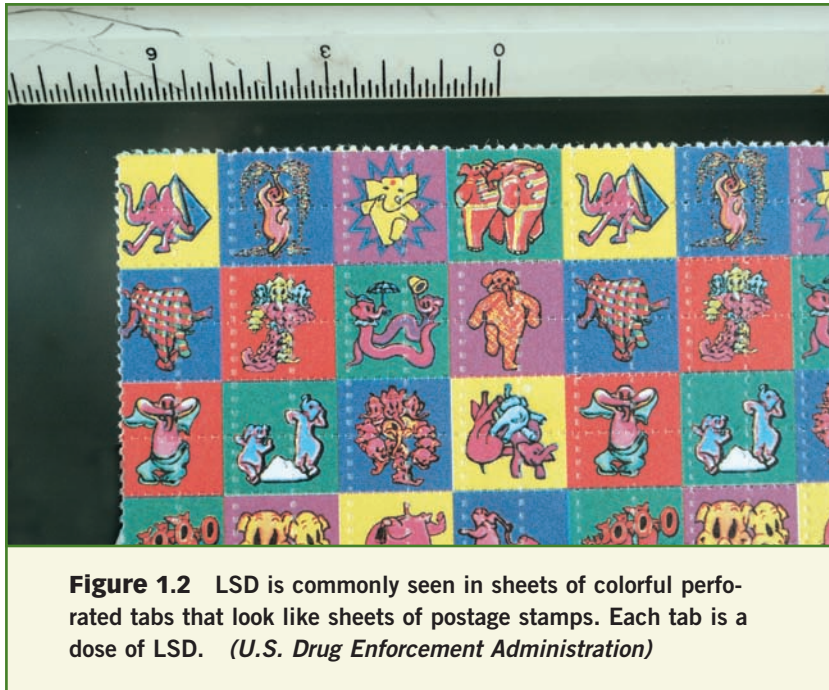 6 3 0
Figure 1.2 LSD is commonly seen in sheets of colorful perfo-
rated tabs that look like sheets of postage stamps. Each tab is a
dose of LSD. (U.S. Drug Enforcement Administration)